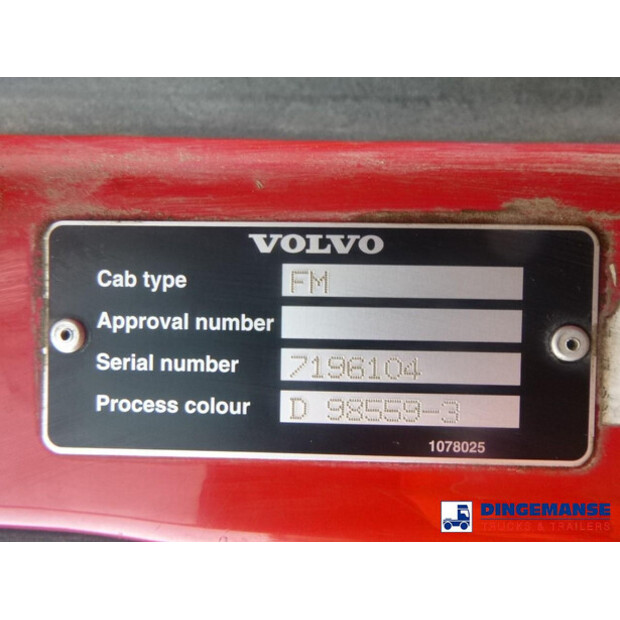 VOLVO
Cab type FM
Approval number
Serial number 7196104
Process colour D 98559-3
1078025
DINGEMANSE
TRUCKS & TRAILERS